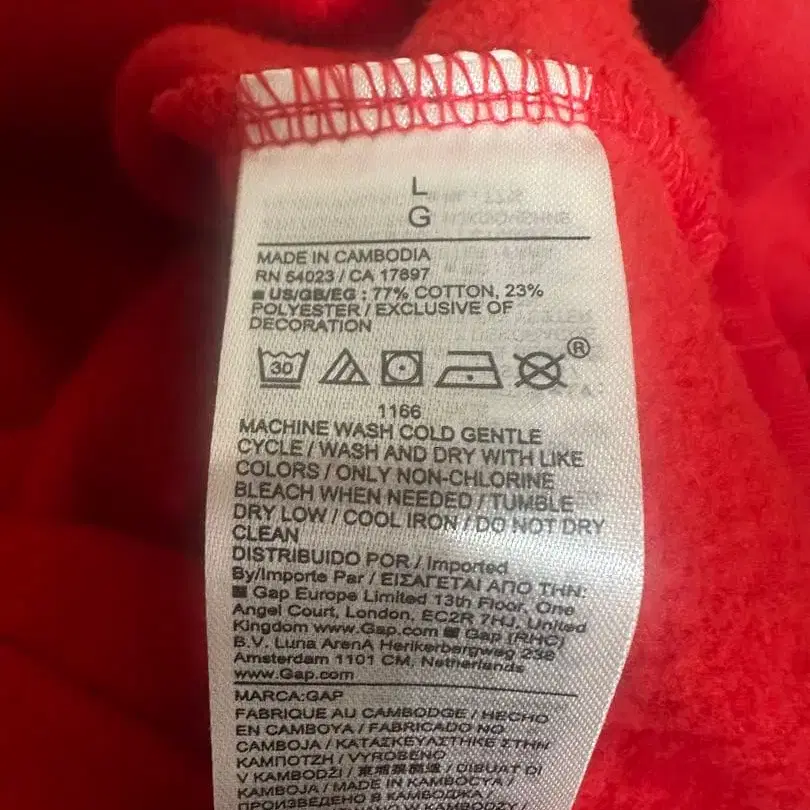 L
G
MADE IN CAMBODIA
RN 54023 / CA 17897
■ US/GB/EG : 77% COTTON, 23%
POLYESTER / EXCLUSIVE OF
DECORATION
30
®
1166
MACHINE WASH COLD GENTLE
CYCLE / WASH AND DRY WITH LIKE
COLORS / ONLY NON-CHLORINE
BLEACH WHEN NEEDED / TUMBLE
DRY LOW / COOL IRON / DO NOT DRY
CLEAN
DISTRIBUIDO POR / Imported
By/Importe Par / ΕΙΣΑΓΕΤΑΙ ΑΠΟ ΤΗΝ:
■ Gap Europe Limited 13th Floor, One
Angel Court, London, EC2R 7HJ, United
Kingdom www.Gap.com ■ Gap (RHC)
B.V. Luna ArenA Herikerbergweg 238
Amsterdam 1101 CM, Netherlands
www.Gap.com
MARCA:GAP
FABRIQUE AU CAMBODGE / HECHO
EN CAMBOYA / FABRICADO NO
CAMBOJA / ΚΑΤΑΣΚΕΥΑΣΤΗΚΕ ΣΤΗΝ
ΚΑΜΠΟΤΖΗ / VYROBENO
V KAMBODŽI / 柬埔寨製造 / DIBUAT DI
KAMBOJA / MADE IN KAMBOCYA /
ПРОИЗВЕДЕНО В КАМБОДЖА /